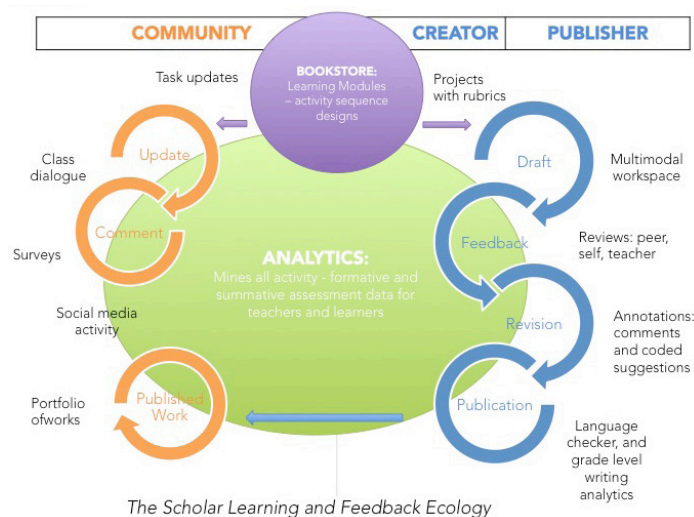 COMMUNITY
CREATOR
PUBLISHER
BOOKSTORE:
Learning Modules
– activity sequence
designs
Task updates
Projects
with rubrics
Update
Class
dialogue
Comment
Surveys
Social media
activity
Published
Work
Portfolio
ofworks
ANALYTICS:
Mines all activity - formative and
summative assessment data for
teachers and learners
Draft
Multimodal
workspace
Feedback
Reviews: peer,
self, teacher
Revision
Annotations:
comments
and coded
suggestions
Publication
Language
checker, and
grade level
writing
analytics
The Scholar Learning and Feedback Ecology